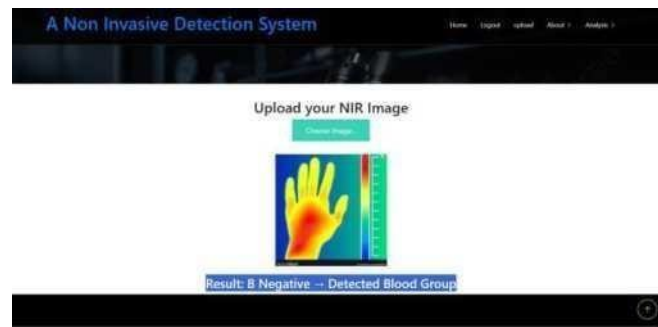 A Non Invasive Detection System
Home Logout upload About Analysis
Upload your NIR Image
Choose Image..
Result: B Negative → Detected Blood Group